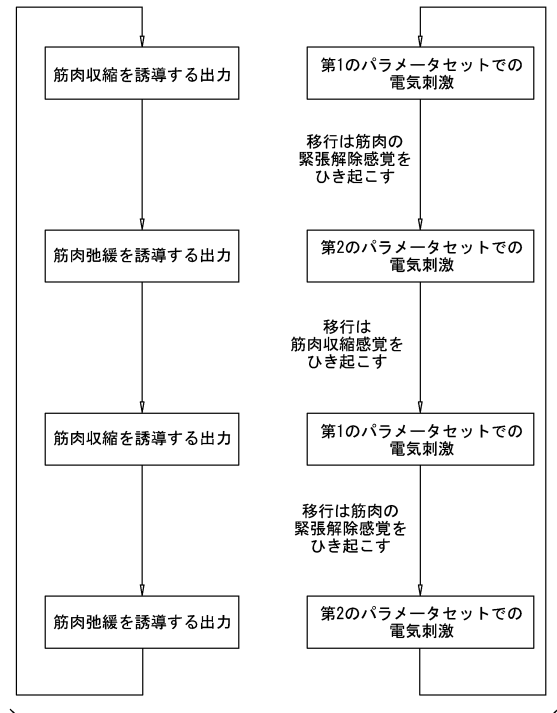 筋肉収縮を誘導する出力
筋肉弛緩を誘導する出力
筋肉収縮を誘導する出力
筋肉弛緩を誘導する出力
第1のパラメータセットでの
電気刺激
移行は筋肉の
緊張解除感覚を
ひき起こす
第2のパラメータセットでの
電気刺激
移行は
筋肉収縮感覚を
ひき起こす
第1のパラメータセットでの
電気刺激
移行は筋肉の
緊張解除感覚を
ひき起こす
第2のパラメータセットでの
電気刺激